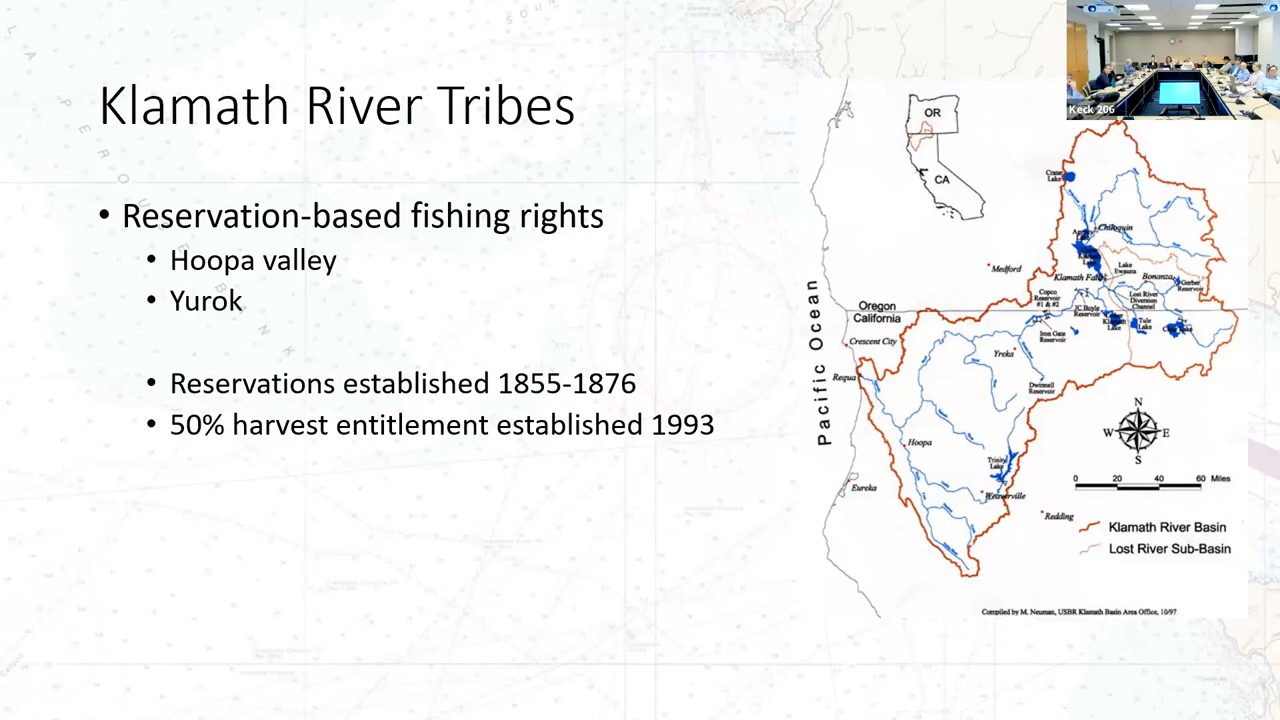 Klamath River Tribes
• Reservation-based fishing rights
• Hoopa valley
• Yurok
• Reservations established 1855-1876
• 50% harvest entitlement established 1993
Keck 206
OR
CA
Crater
Lake
Chiloquin
Medford
Klamath Falls
Lake
Ewauna
Bonanza
Gerber
Reservoir
Copco
Reservoir
#1 & #2
JC Boyle
Reservoir
Lost River
Diversion
Channel
Oregon
California
Tule
Lake
Iron Gate
Reservoir
Crescent City
Yreka
Requa
Dwinnell
Reservoir
Pacific Ocean
Hoopa
Trinity
Lake
Weaverville
Eureka
Redding
N
W
E
S
0 20 40 60 Miles
Klamath River Basin
Lost River Sub-Basin
Compiled by M. Neuman, USBR Klamath Basin Area Office, 10/97